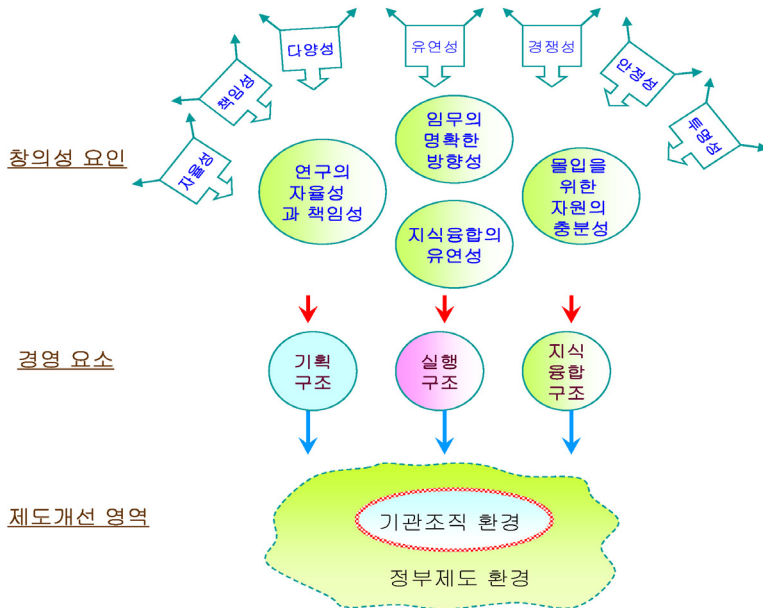 자율성
책임성
다양성
유연성
경쟁성
안정성
투명성
창의성 요인
연구의
자율성
과 책임성
임무의
명확한
방향성
지식융합의
유연성
몰입을
위한
자원의
충분성
경영 요소
기획
구조
실행
구조
지식
융합
구조
제도개선 영역
기관조직 환경
정부제도 환경